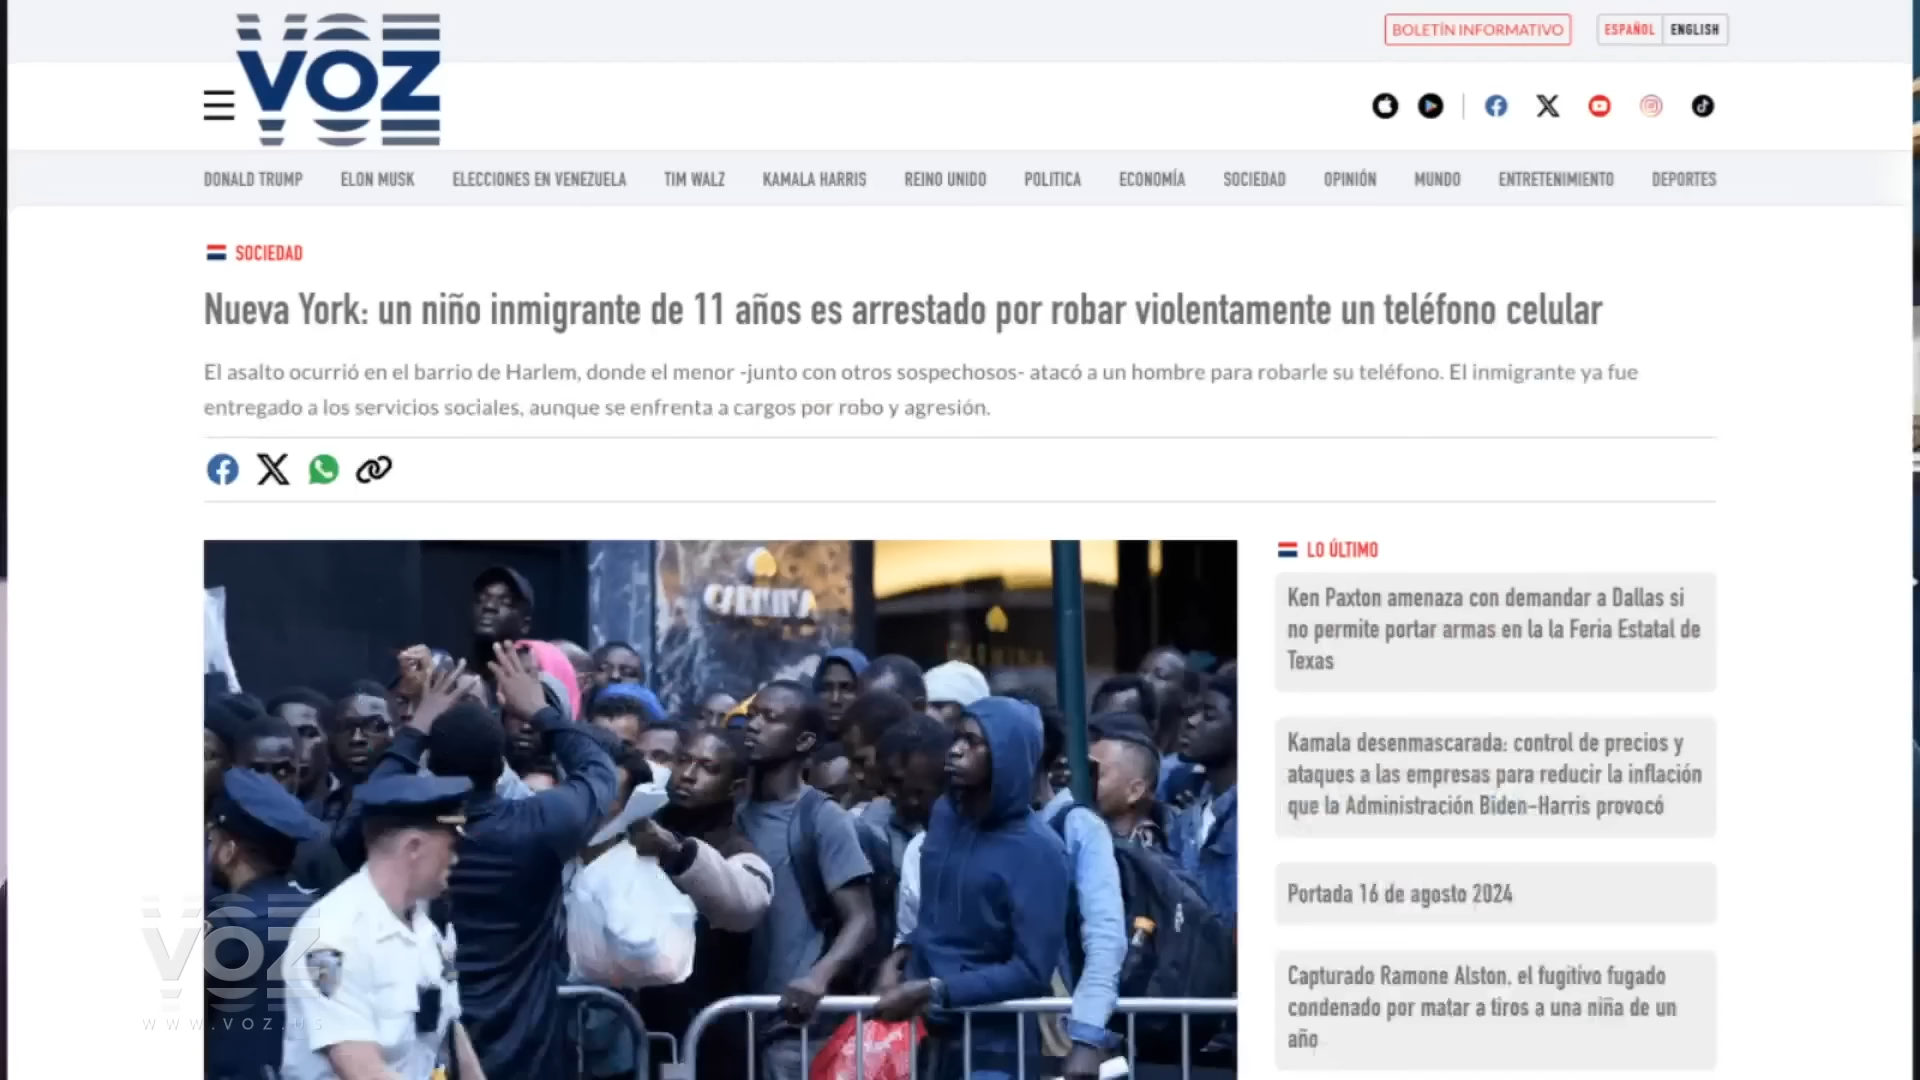 VOZ
BOLETÍN INFORMATIVO
ESPAÑOL
ENGLISH
DONALD TRUMP
ELON MUSK
ELECCIONES EN VENEZUELA
TIM WALZ
KAMALA HARRIS
REINO UNIDO
POLITICA
ECONOMÍA
SOCIEDAD
OPINIÓN
MUNDO
ENTRETENIMIENTO
DEPORTES
SOCIEDAD
Nueva York: un niño inmigrante de 11 años es arrestado por robar violentamente un teléfono celular
El asalto ocurrió en el barrio de Harlem, donde el menor -junto con otros sospechosos- atacó a un hombre para robarle su teléfono. El inmigrante ya fue
entregado a los servicios sociales, aunque se enfrenta a cargos por robo y agresión.
LO ÚLTIMO
Ken Paxton amenaza con demandar a Dallas si
no permite portar armas en la la Feria Estatal de
Texas
Kamala desenmascarada: control de precios y
ataques a las empresas para reducir la inflación
que la Administración Biden-Harris provocó
Portada 16 de agosto 2024
Capturado Ramone Alston, el fugitivo fugado
condenado por matar a tiros a una niña de un
año
VOZ
WWW.VOZ.US